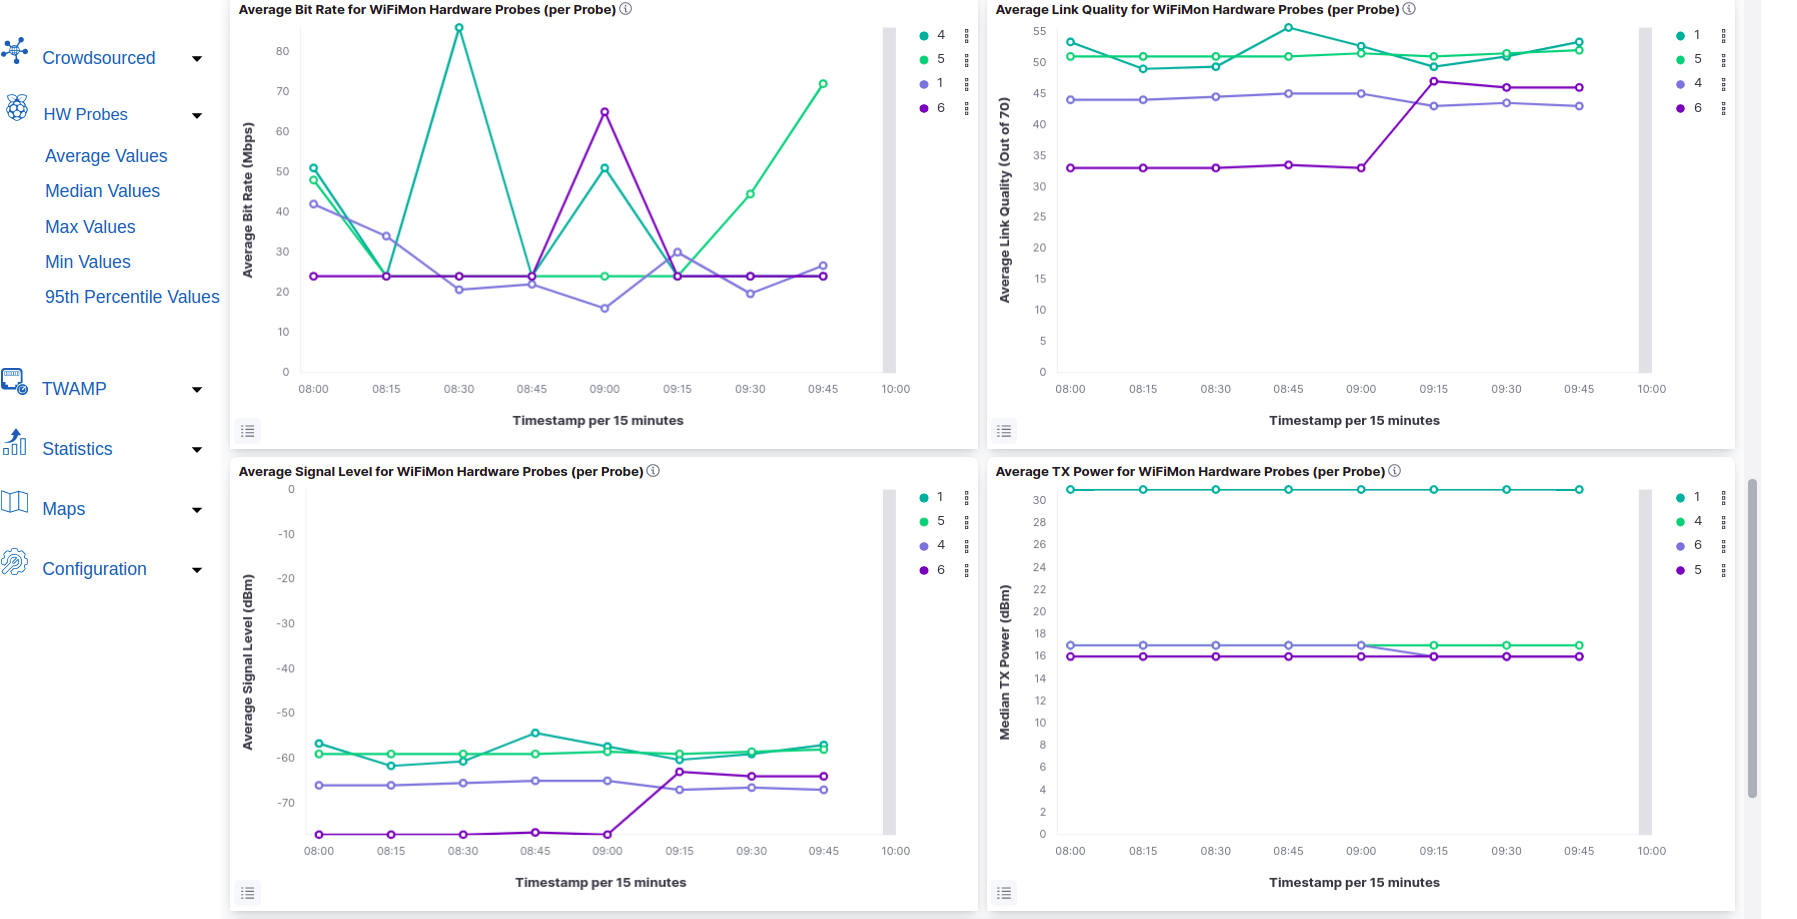 Crowdsourced
HW Probes
Average Values
Median Values
Max Values
Min Values
95th Percentile Values
TWAMP
Statistics
Maps
Configuration
Average Bit Rate for WiFiMon Hardware Probes (per Probe)
Average Bit Rate (Mbps)
80
70
60
50
40
30
20
10
0
08:00 08:15 08:30 08:45 09:00 09:15 09:30 09:45 10:00
Timestamp per 15 minutes
4
5
1
6
Average Link Quality for WiFiMon Hardware Probes (per Probe)
Average Link Quality (Out of 70)
55
50
45
40
35
30
25
20
15
10
5
0
08:00 08:15 08:30 08:45 09:00 09:15 09:30 09:45 10:00
Timestamp per 15 minutes
1
5
4
6
Average Signal Level for WiFiMon Hardware Probes (per Probe)
Average Signal Level (dBm)
0
-10
-20
-30
-40
-50
-60
-70
08:00 08:15 08:30 08:45 09:00 09:15 09:30 09:45 10:00
Timestamp per 15 minutes
1
5
4
6
Average TX Power for WiFiMon Hardware Probes (per Probe)
Median TX Power (dBm)
30
28
26
24
22
20
18
16
14
12
10
8
6
4
2
0
08:00 08:15 08:30 08:45 09:00 09:15 09:30 09:45 10:00
Timestamp per 15 minutes
1
4
6
5